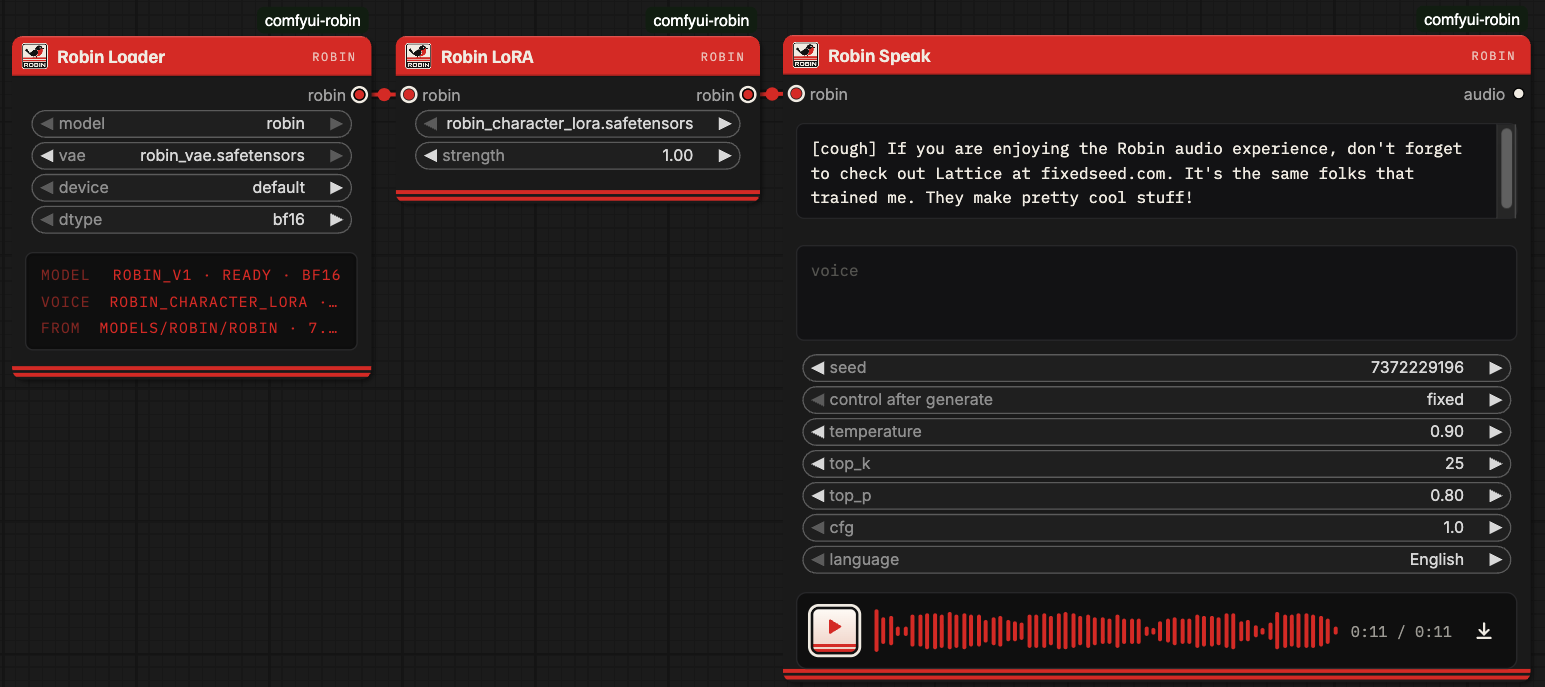 comfyui-robin
ROBIN
Robin Loader
ROBIN
robin
model robin
vae robin_vae.safetensors
device default
dtype bf16
MODEL ROBIN_V1 · READY · BF16
VOICE ROBIN_CHARACTER_LORA ·…
FROM MODELS/ROBIN/ROBIN · 7.…
comfyui-robin
ROBIN
Robin LoRA
ROBIN
robin
robin
robin_character_lora.safetensors
strength 1.00
comfyui-robin
ROBIN
Robin Speak
ROBIN
robin
audio
[cough] If you are enjoying the Robin audio experience, don't forget
to check out Lattice at fixedseed.com. It's the same folks that
trained me. They make pretty cool stuff!
voice
seed 7372229196
control after generate fixed
temperature 0.90
top_k 25
top_p 0.80
cfg 1.0
language English
0:11 / 0:11